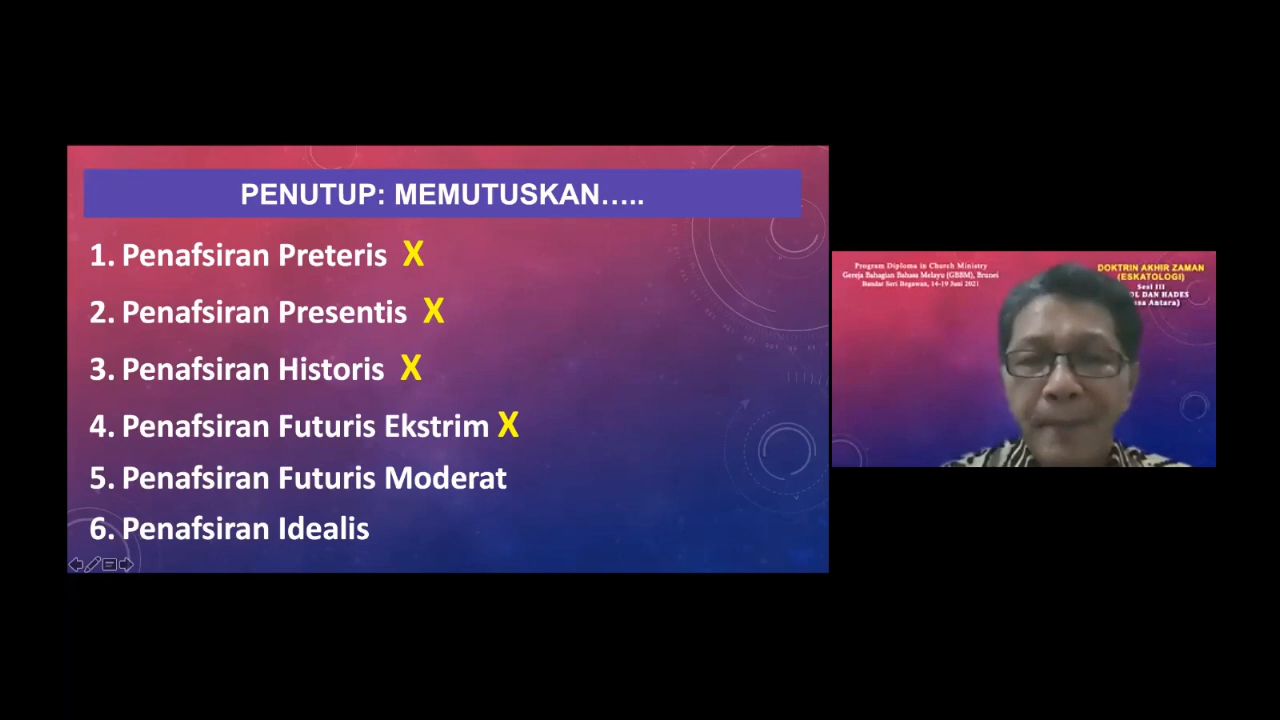 PENUTUP: MEMUTUSKAN.....
1. Penafsiran Preteris X
2. Penafsiran Presentis X
3. Penafsiran Historis X
4. Penafsiran Futuris Ekstrim X
5. Penafsiran Futuris Moderat
6. Penafsiran Idealis
Program Diploma in Church Ministry
Gereja Bahagian Bahasa Melayu (GBBM), Brunei
Bandar Seri Begawan, 14-19 Juni 2021
DOKTRIN AKHIR ZAMAN
(ESKATOLOGI)
Sesi III
DAN HADES
Antara)